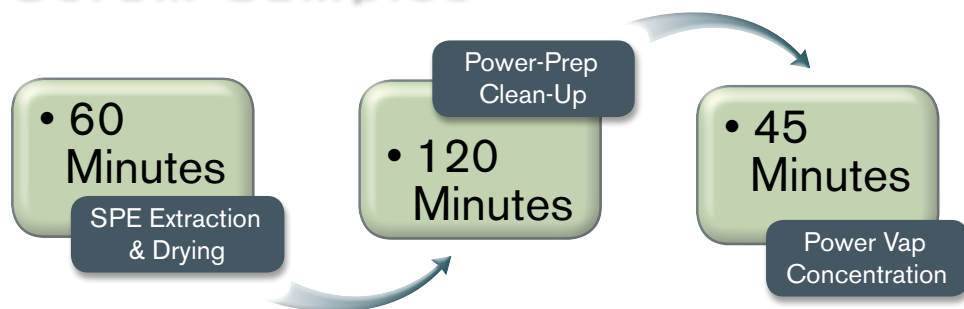 • 60
Minutes
SPE Extraction
& Drying
Power-Prep
Clean-Up
• 120
Minutes
• 45
Minutes
Power Vap
Concentration